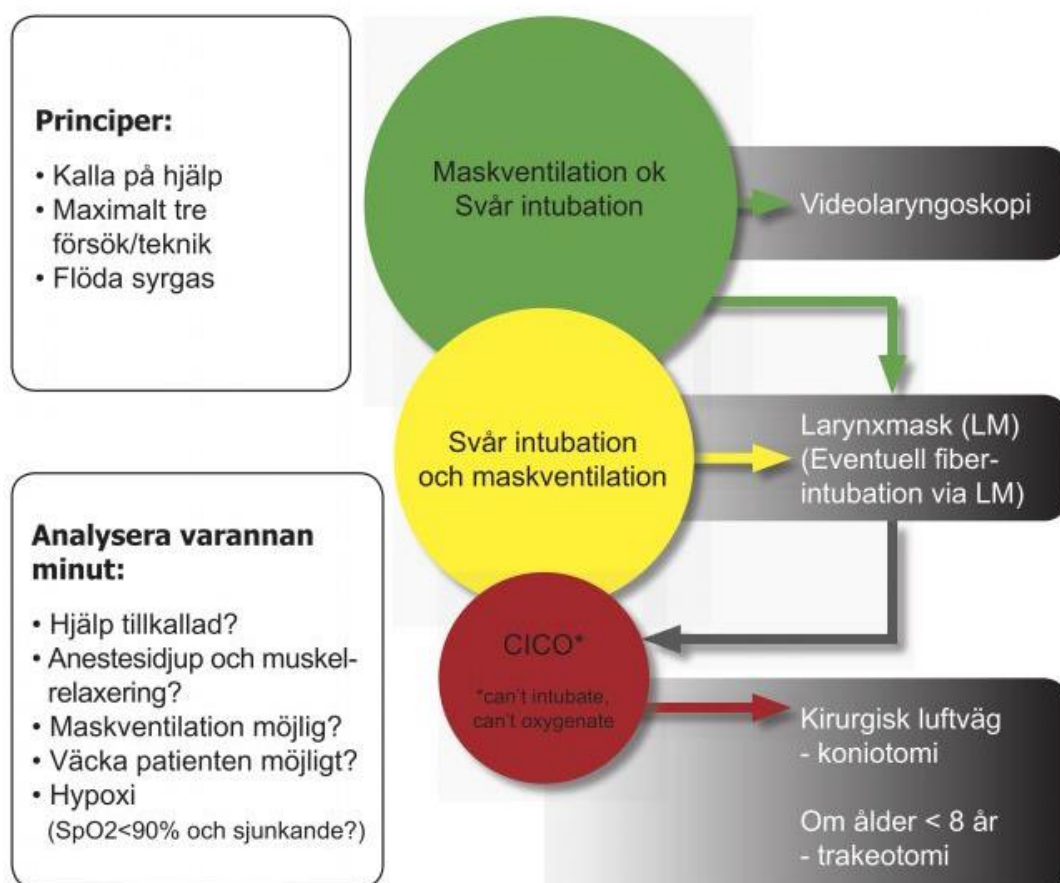 Principer:
• Kalla på hjälp
• Maximalt tre
försök/teknik
• Flöda syrgas
Maskventilation ok
Svår intubation
Videolaryngoskopi
Svår intubation
och maskventilation
Larynxmask (LM)
(Eventuell fiber-
intubation via LM)
Analysera varannan
minut:
• Hjälp tillkallad?
• Anestesidjup och muskel-
relaxering?
• Maskventilation möjlig?
• Väcka patienten möjligt?
• Hypoxi
(SpO2<90% och sjunkande?)
CICO*
*can´t intubate,
can´t oxygenate
Kirurgisk luftväg
- koniotomi
Om ålder < 8 år
- trakeotomi